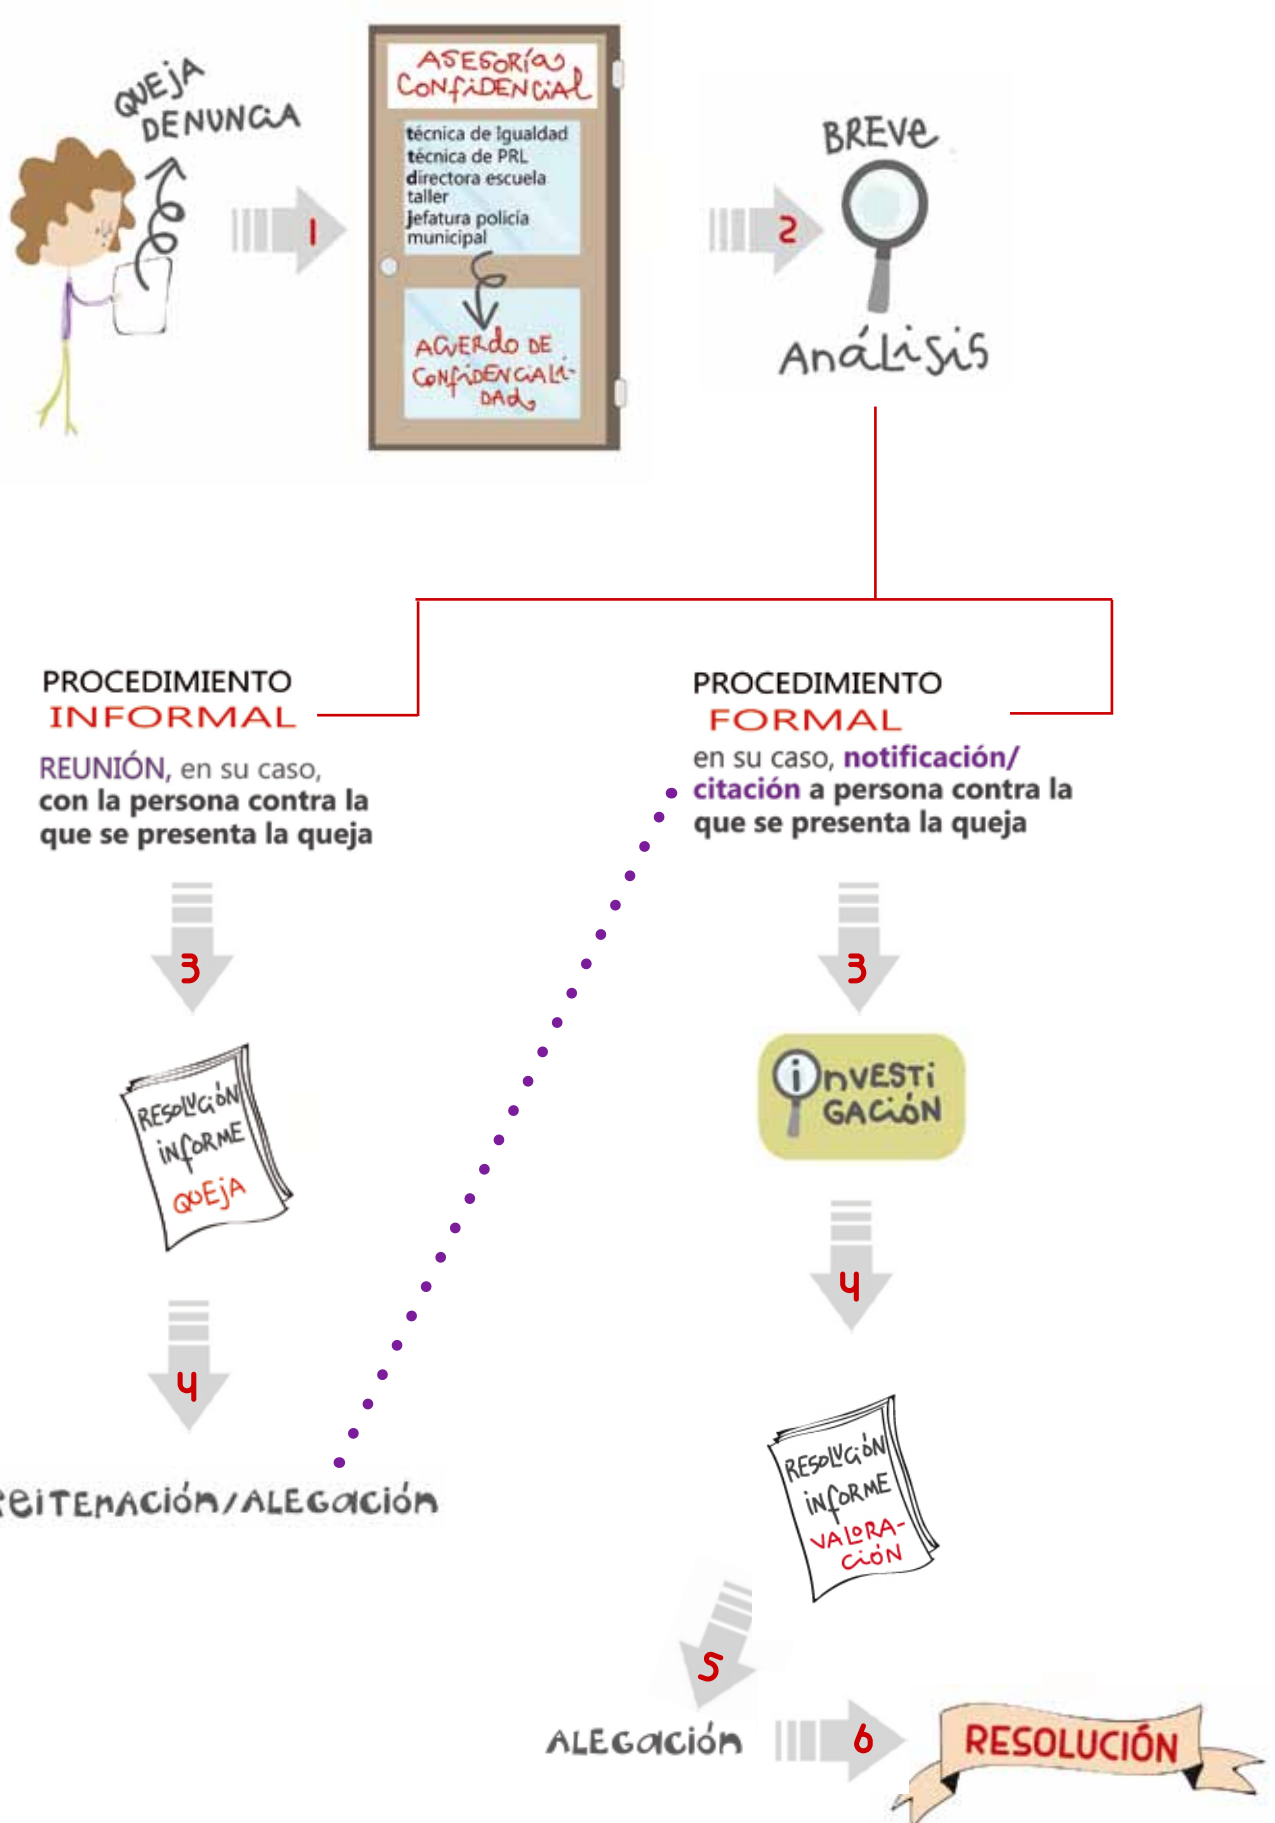 QUEJA
DENUNCIA
1
ASESORÍA
CONFIDENCIAL
técnica de Igualdad
técnica de PRL
directora escuela
taller
jefatura policía
municipal
ACUERDO DE
CONFIDENCIALI-
DAD
2
BREVE
ANÁLISIS
PROCEDIMIENTO
INFORMAL
REUNIÓN, en su caso,
con la persona contra la
que se presenta la queja
3
RESOLUCIÓN
INFORME
QUEJA
4
REITERACIÓN/ALEGACIÓN
PROCEDIMIENTO
FORMAL
en su caso, notificación/
citación a persona contra la
que se presenta la queja
3
INVESTI
GACIÓN
4
RESOLUCIÓN
INFORME
VALORA-
CIÓN
5
ALEGACIÓN
6
RESOLUCIÓN